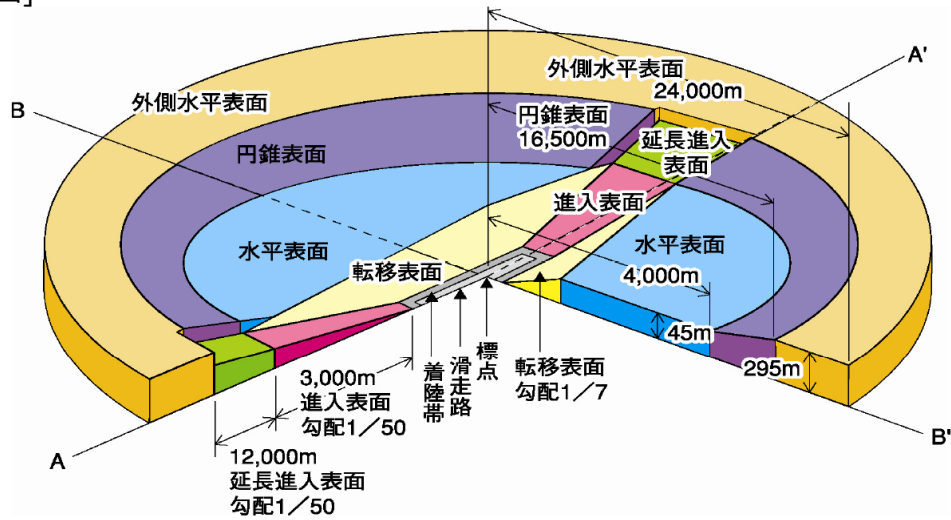 図］
A'
外側水平表面
24,000m
B
外側水平表面
円錐表面
16,500m
延長進入
表面
円錐表面
進入表面
水平表面
水平表面
4,000m
転移表面
45m
295m
3,000m
進入表面
勾配1／50
着陸帯
滑走路
標点
転移表面
勾配1／7
A
B'
12,000m
延長進入表面
勾配1／50